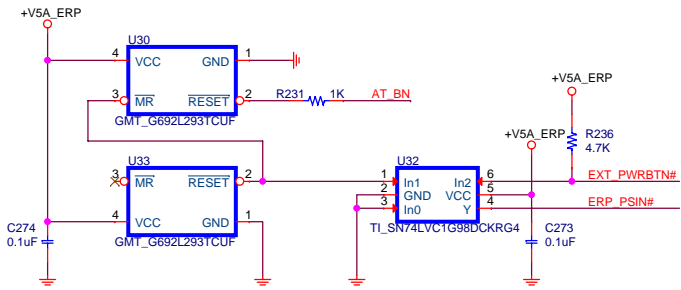 +V5A_ERP
U30
4
VCC
GND
1
3
MR
RESET
2
GMT_G692L293TCUF
R231
1K
AT_BN
+V5A_ERP
R236
4.7K
+V5A_ERP
U33
3
MR
RESET
2
4
VCC
GND
1
GMT_G692L293TCUF
C274
0.1uF
U32
1
In1
In2
6
EXT_PWRBTN#
2
GND
VCC
5
3
In0
Y
4
ERP_PSIN#
TI_SN74LVC1G98DCKRG4
C273
0.1uF